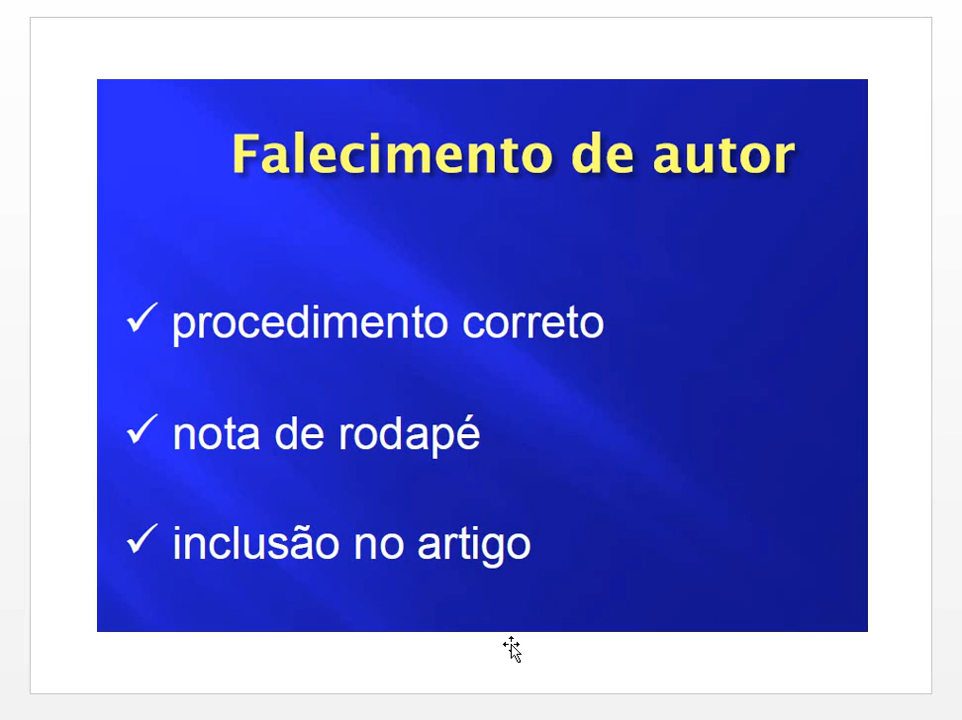 Falecimento de autor
✓ procedimento correto
✓ nota de rodapé
✓ inclusão no artigo